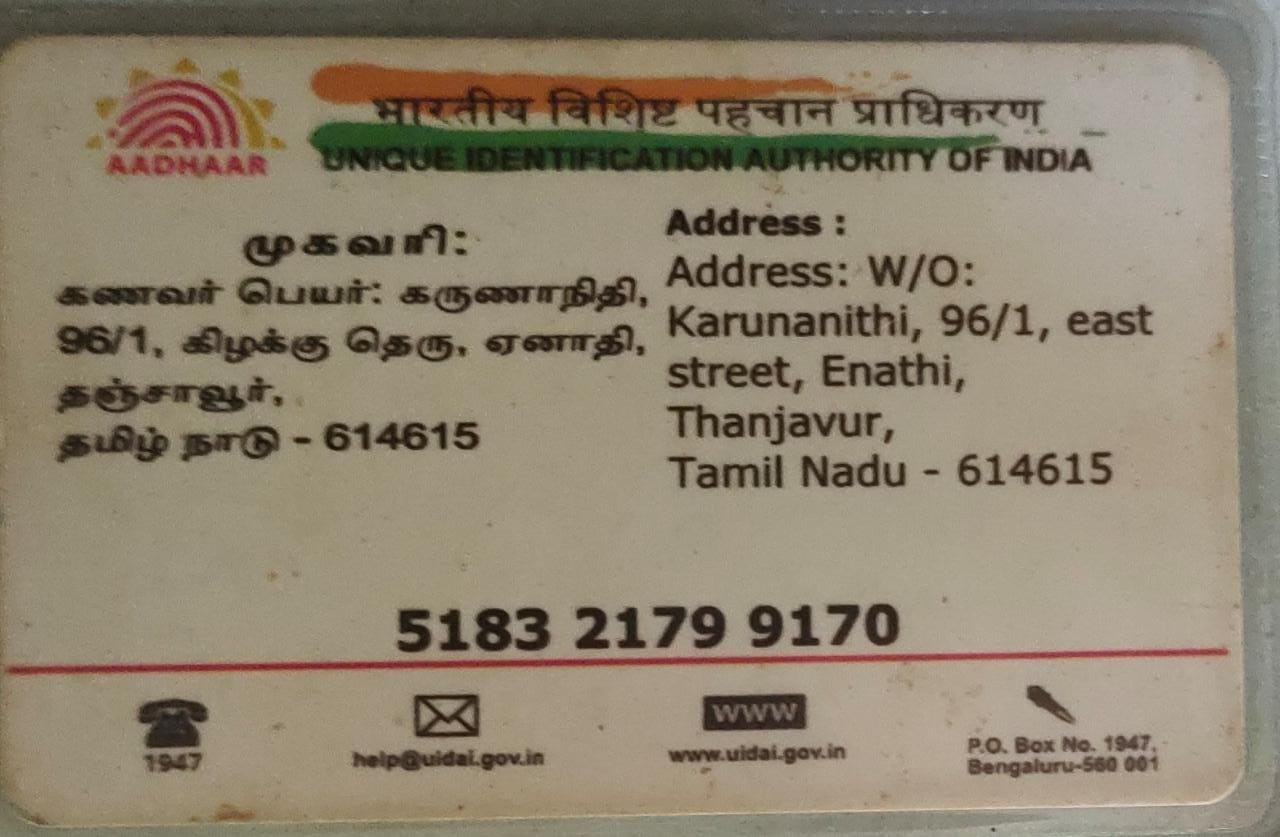 भारतीय विशिष्ट पहचान प्राधिकरण
AADHAAR
UNIQUE IDENTIFICATION AUTHORITY OF INDIA
முகவரி:
கணவர் பெயர்: கருணாநிதி,
96/1, கிழக்கு தெரு, ஏனாதி,
தஞ்சாவூர்,
தமிழ் நாடு - 614615
Address :
Address: W/O:
Karunanithi, 96/1, east
street, Enathi,
Thanjavur,
Tamil Nadu - 614615
5183 2179 9170
1947
help@uidai.gov.in
WWW
www.uidai.gov.in
P.O. Box No. 1947,
Bengaluru-560 001